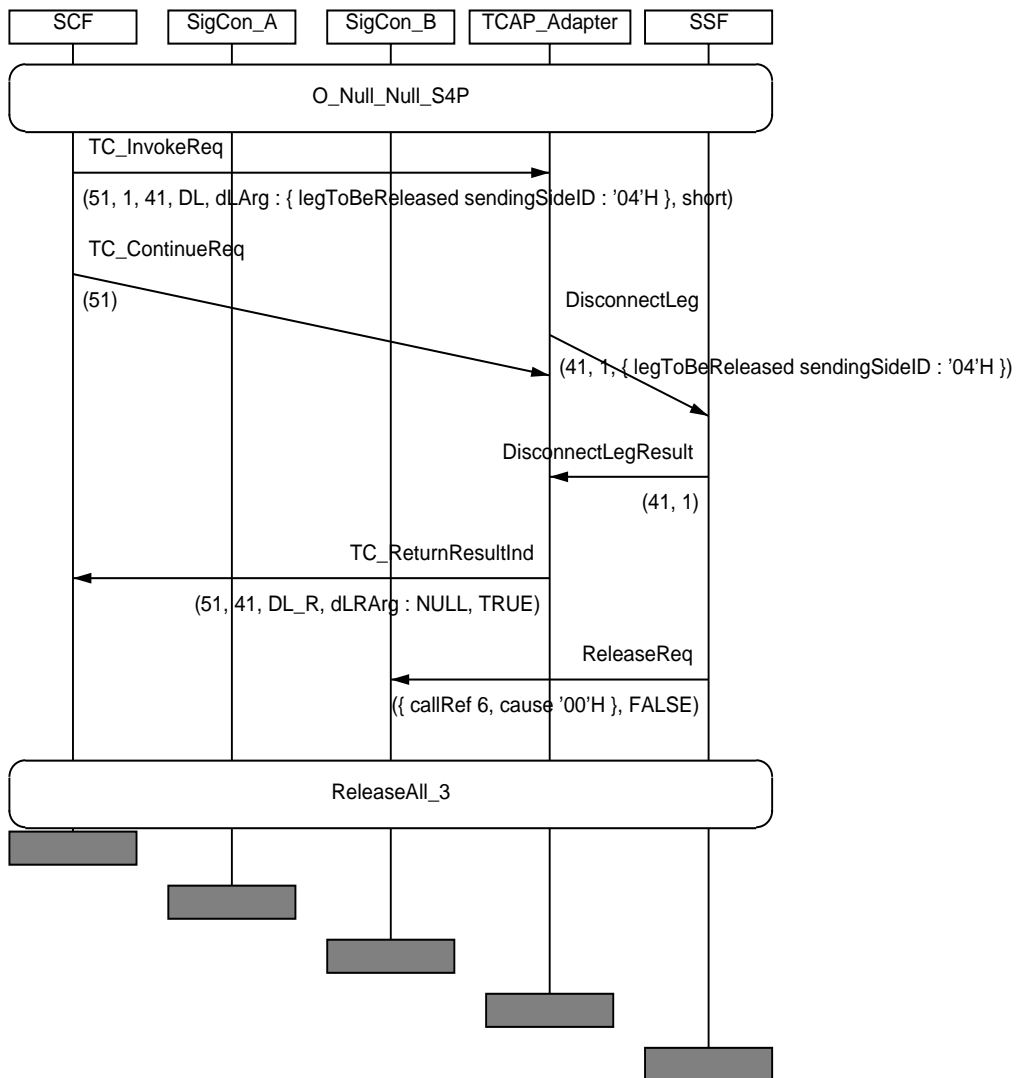 SCF SigCon_A SigCon_B TCAP_Adapter SSF
O_Null_Null_S4P
TC_InvokeReq
(51, 1, 41, DL, dLArg : { legToBeReleased sendingSideID : '04'H }, short)
TC_ContinueReq
(51)
DisconnectLeg
(41, 1, { legToBeReleased sendingSideID : '04'H })
DisconnectLegResult
(41, 1)
TC_ReturnResultInd
(51, 41, DL_R, dLRArg : NULL, TRUE)
ReleaseReq
({ callRef 6, cause '00'H }, FALSE)
ReleaseAll_3